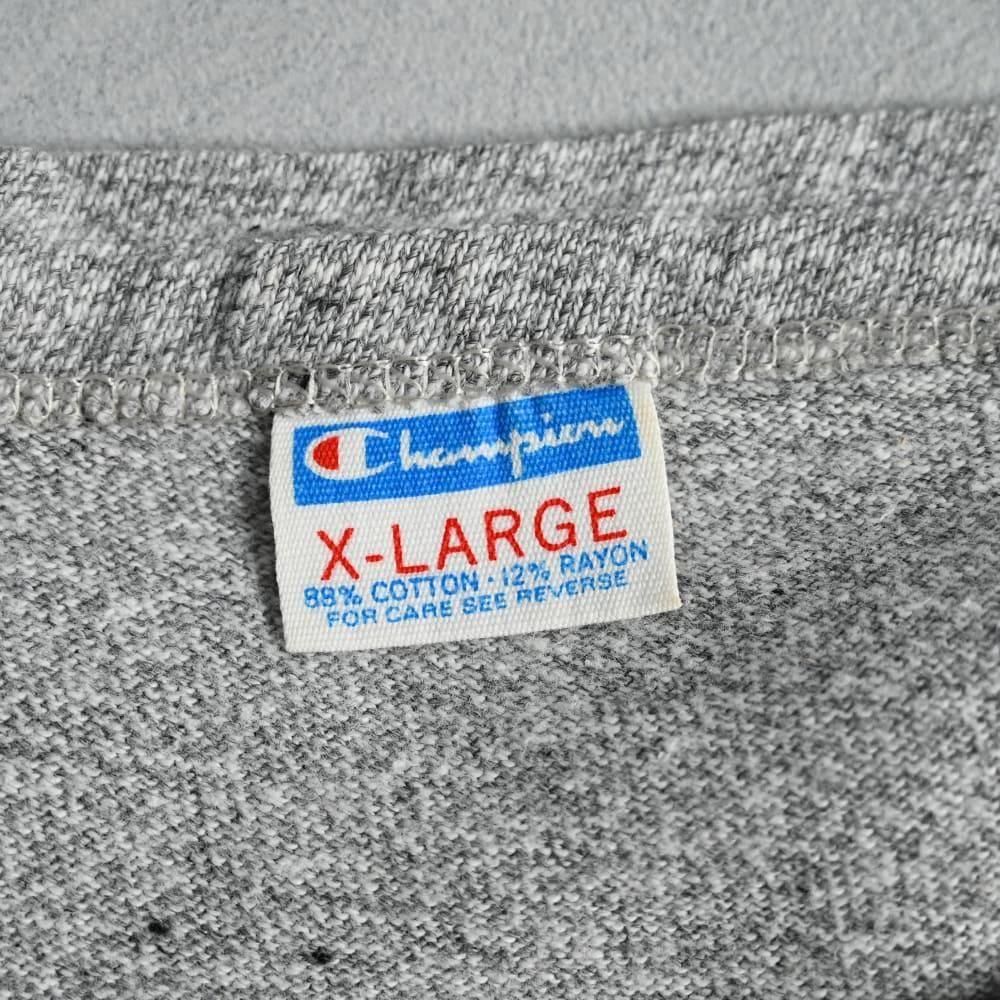 Champion
X-LARGE
88% COTTON · 12% RAYON
FOR CARE SEE REVERSE